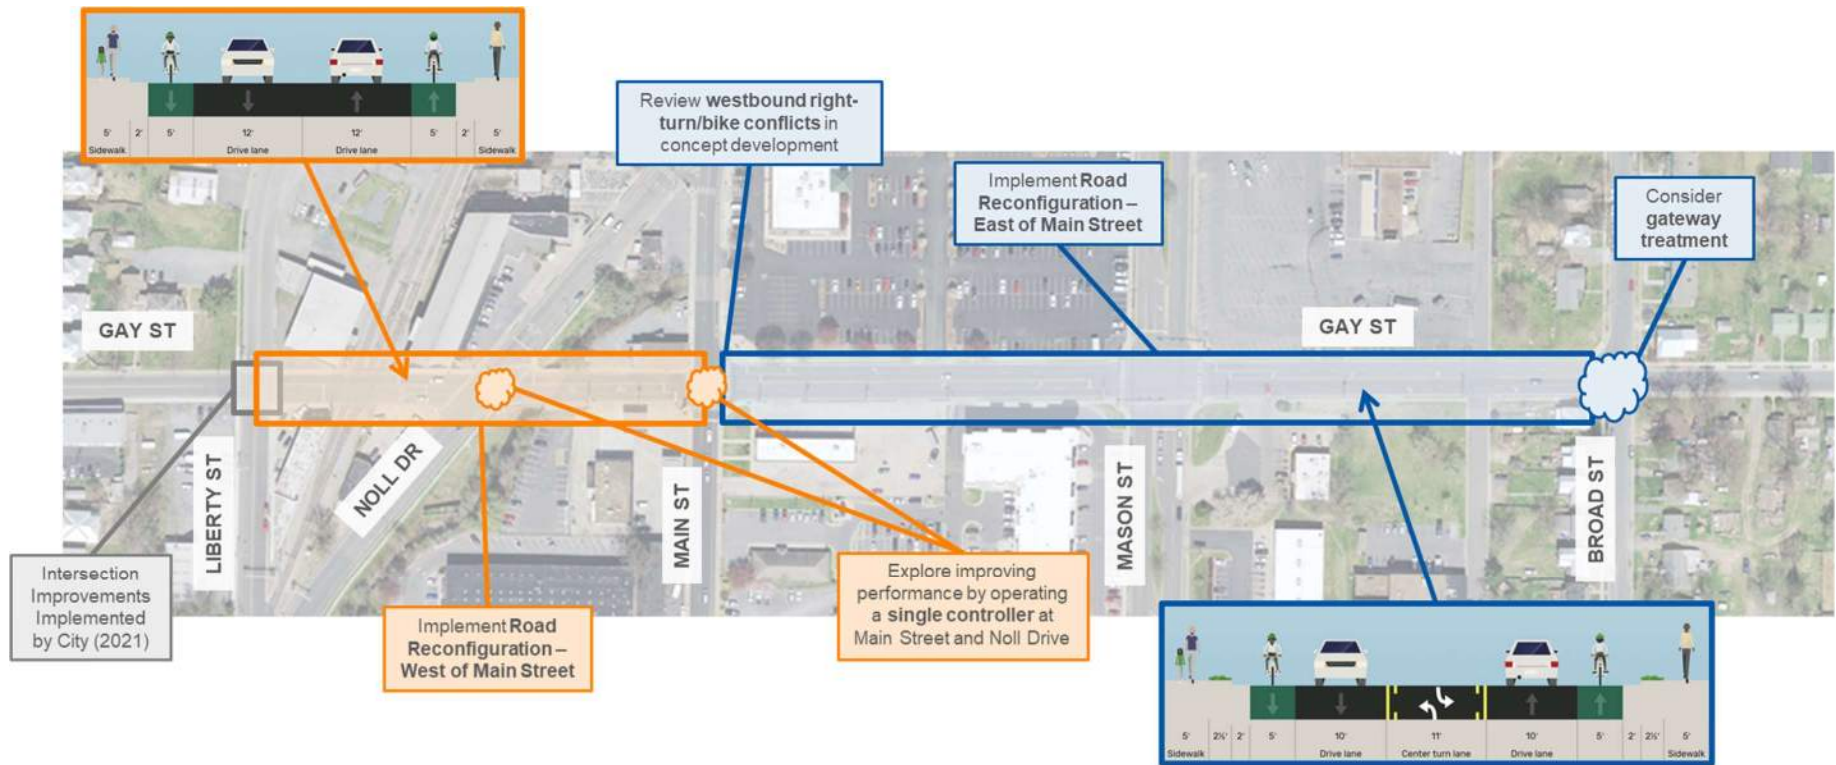 5' 2' 5' 12' 12' 5' 2' 5'
Sidewalk Drive lane Drive lane Sidewalk
Review westbound right-
turn/bike conflicts in
concept development
Implement Road
Reconfiguration –
East of Main Street
Consider
gateway
treatment
GAY ST
GAY ST
LIBERTY ST
NOLL DR
MAIN ST
MASON ST
BROAD ST
Intersection
Improvements
Implemented
by City (2021)
Implement Road
Reconfiguration –
West of Main Street
Explore improving
performance by operating
a single controller at
Main Street and Noll Drive
5' 2½' 2' 5' 10' 11' 10' 5' 2' 2½' 5'
Sidewalk Drive lane Center turn lane Drive lane Sidewalk